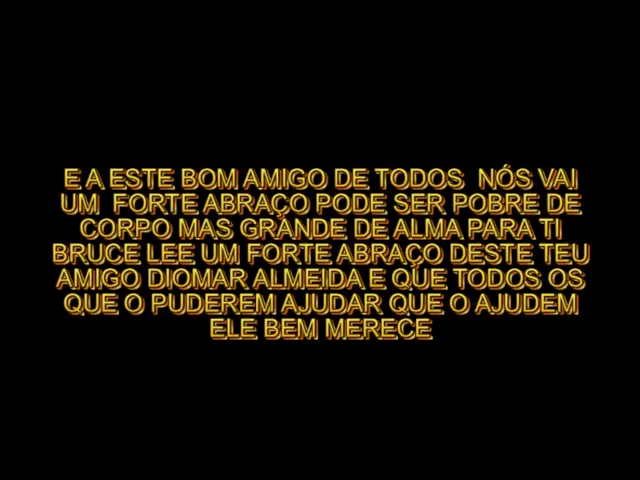 E A ESTE BOM AMIGO DE TODOS NÓS VAI
UM FORTE ABRAÇO PODE SER POBRE DE
CORPO MAS GRANDE DE ALMA PARA TI
BRUCE LEE UM FORTE ABRAÇO DESTE TEU
AMIGO DIOMAR ALMEIDA E QUE TODOS OS
QUE O PUDEREM AJUDAR QUE O AJUDEM
ELE BEM MERECE